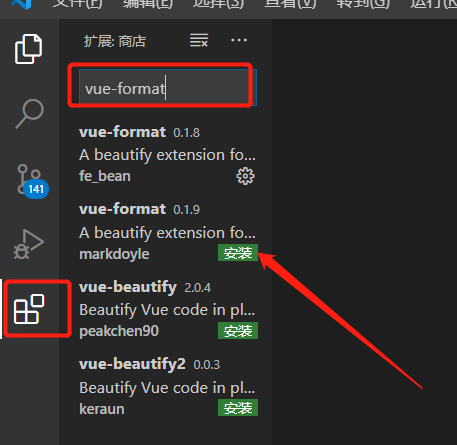 文件(F) 编辑(E) 选择(S) 查看(V) 转到(G) 运行(R)
扩展: 商店
vue-format
vue-format 0.1.8
A beautify extension fo...
fe_bean
vue-format 0.1.9
A beautify extension fo...
markdoyle 安装
141
vue-beautify 2.0.4
Beautify Vue code in pl...
peakchen90 安装
vue-beautify2 0.0.3
Beautify Vue code in pl...
keraun 安装